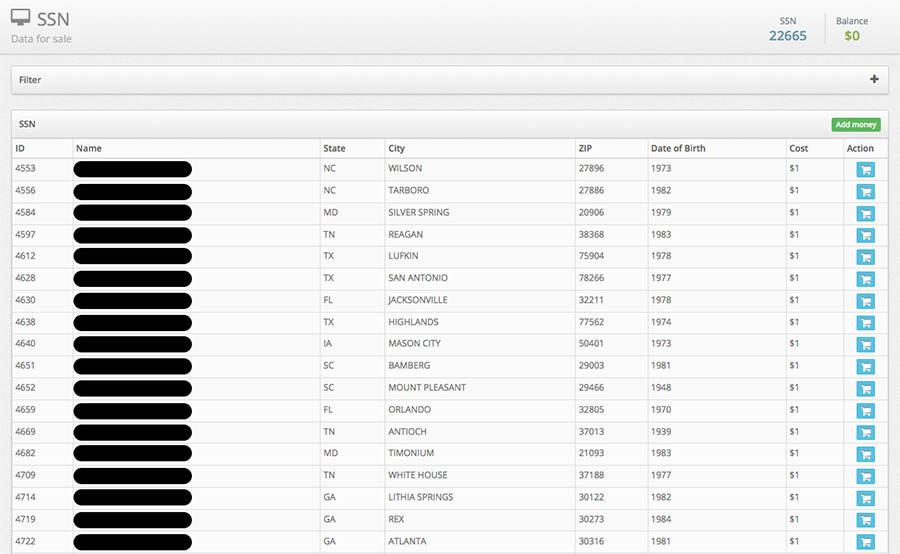 SSN
Data for sale
SSN
22665
Balance
$0
Filter
SSN
Add money
ID Name State City ZIP Date of Birth Cost Action
4553 NC WILSON 27896 1973 $1
4556 NC TARBORO 27886 1982 $1
4584 MD SILVER SPRING 20906 1979 $1
4597 TN REAGAN 38368 1983 $1
4612 TX LUFKIN 75904 1978 $1
4628 TX SAN ANTONIO 78266 1977 $1
4630 FL JACKSONVILLE 32211 1978 $1
4638 TX HIGHLANDS 77562 1974 $1
4640 IA MASON CITY 50401 1973 $1
4651 SC BAMBERG 29003 1981 $1
4652 SC MOUNT PLEASANT 29466 1948 $1
4659 FL ORLANDO 32805 1970 $1
4669 TN ANTIOCH 37013 1939 $1
4682 MD TIMONIUM 21093 1983 $1
4709 TN WHITE HOUSE 37188 1977 $1
4714 GA LITHIA SPRINGS 30122 1982 $1
4719 GA REX 30273 1984 $1
4722 GA ATLANTA 30316 1981 $1